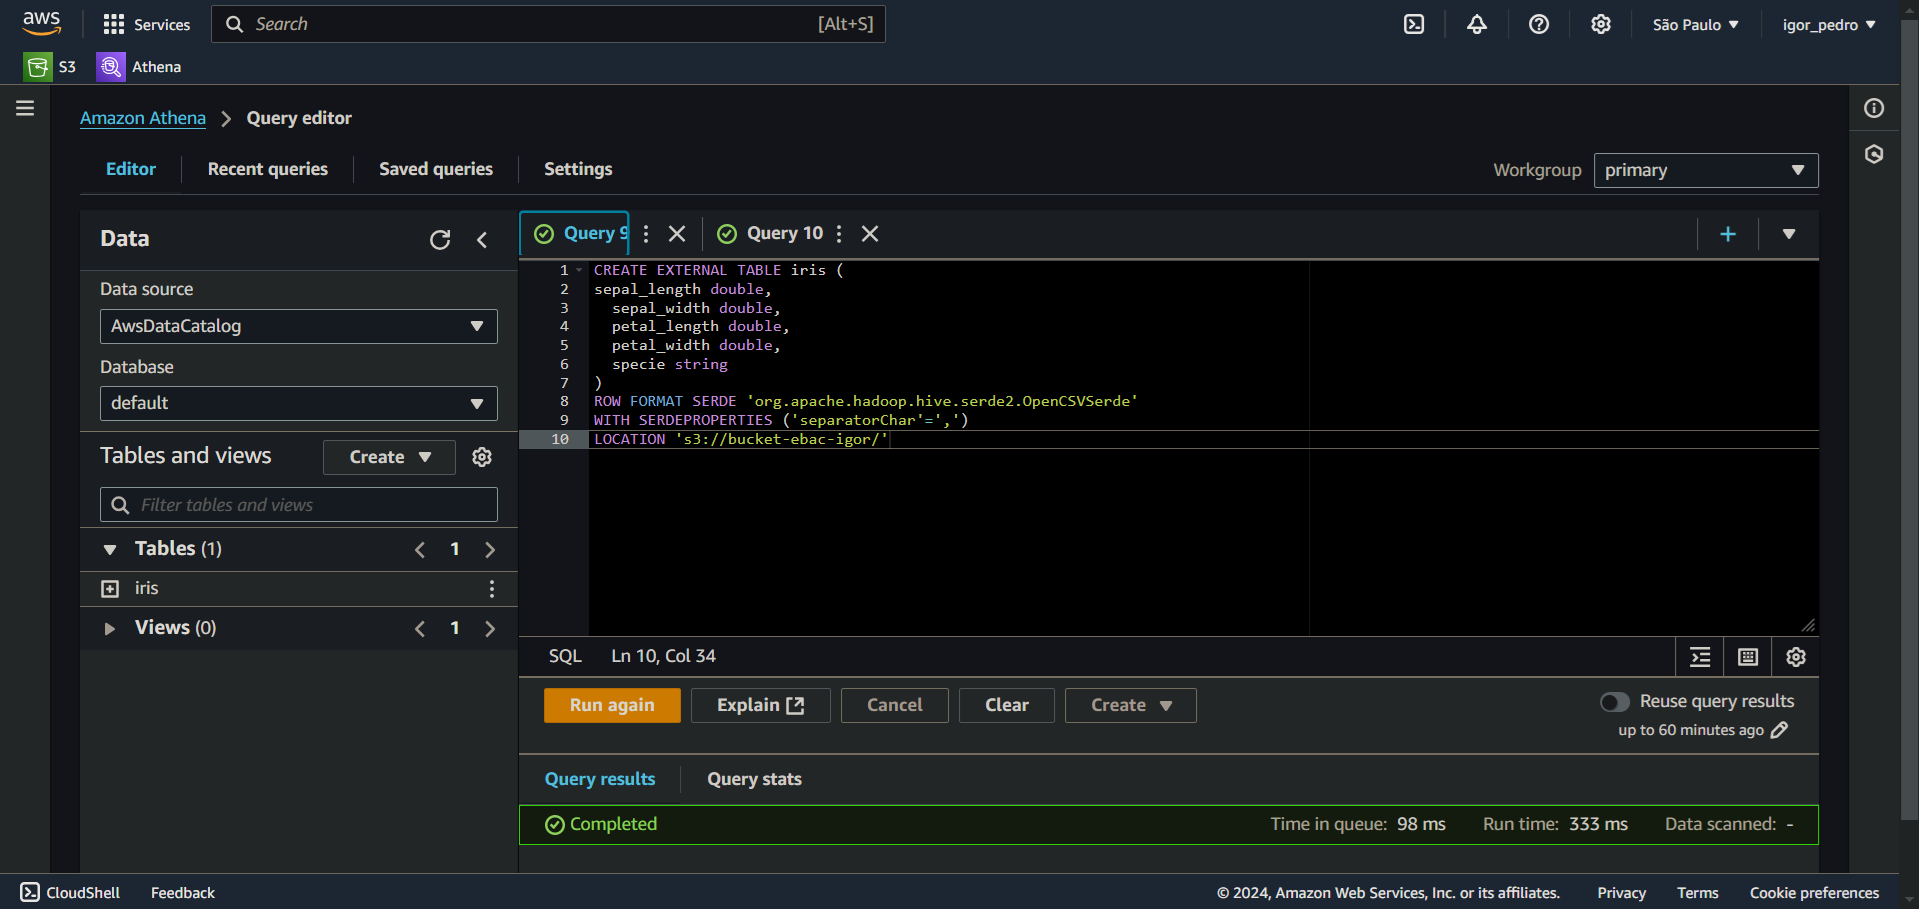 aws
Services
Search
[Alt+S]
São Paulo
igor_pedro
S3
Athena
Amazon Athena
Query editor
Editor
Recent queries
Saved queries
Settings
Workgroup
primary
Data
Data source
AwsDataCatalog
Database
default
Tables and views
Create
Filter tables and views
Tables (1)
1
iris
Views (0)
1
Query 9
Query 10
1 CREATE EXTERNAL TABLE iris (
2 sepal_length double,
3 sepal_width double,
4 petal_length double,
5 petal_width double,
6 specie string
7 )
8 ROW FORMAT SERDE 'org.apache.hadoop.hive.serde2.OpenCSVSerde'
9 WITH SERDEPROPERTIES ('separatorChar'=',')
10 LOCATION 's3://bucket-ebac-igor/'
SQL
Ln 10, Col 34
Run again
Explain
Cancel
Clear
Create
Reuse query results
up to 60 minutes ago
Query results
Query stats
Completed
Time in queue: 98 ms
Run time: 333 ms
Data scanned: -
CloudShell
Feedback
© 2024, Amazon Web Services, Inc. or its affiliates.
Privacy
Terms
Cookie preferences